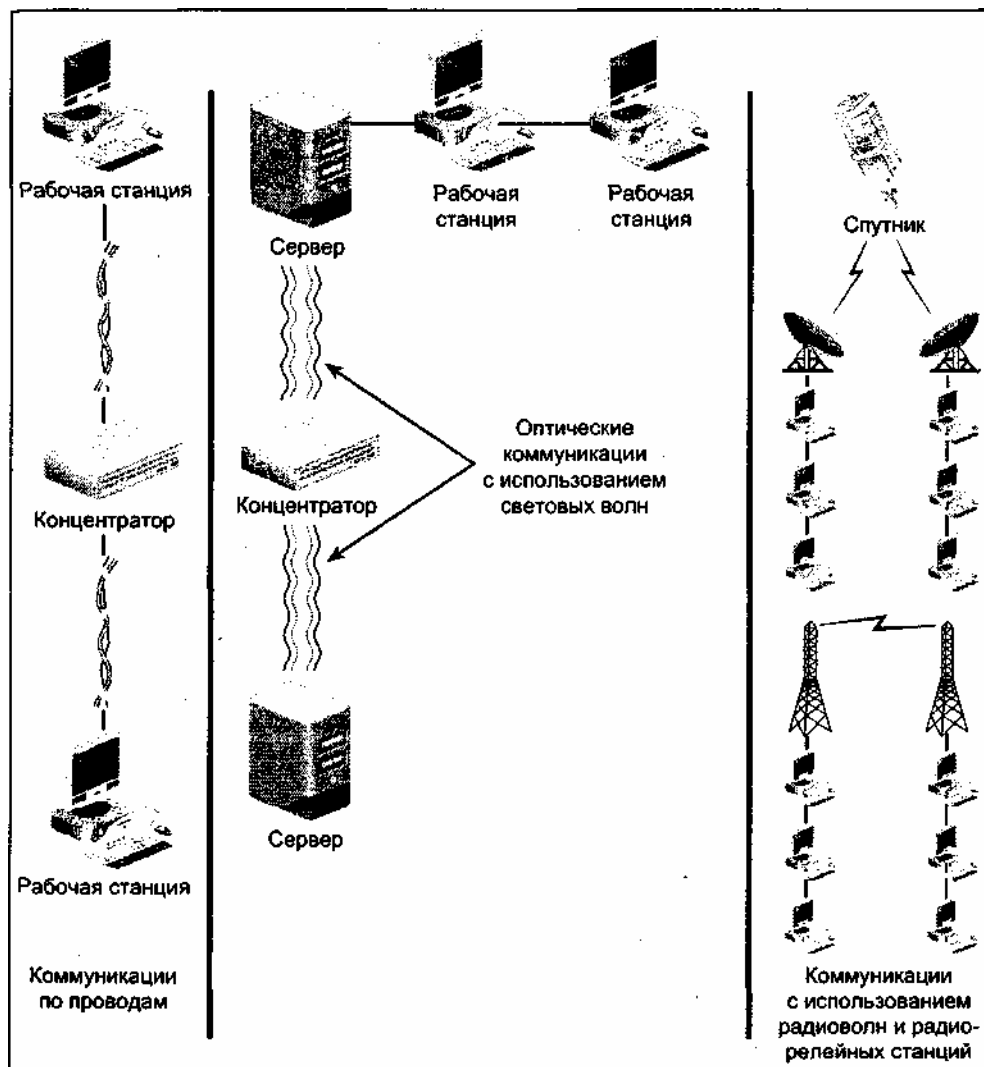 Рабочая станция
Концентратор
Рабочая станция
Коммуникации
по проводам
Сервер
Рабочая
станция
Рабочая
станция
Концентратор
Сервер
Оптические
коммуникации
с использованием
световых волн
Спутник
Коммуникации
с использованием
радиоволн и радио-
релейных станций